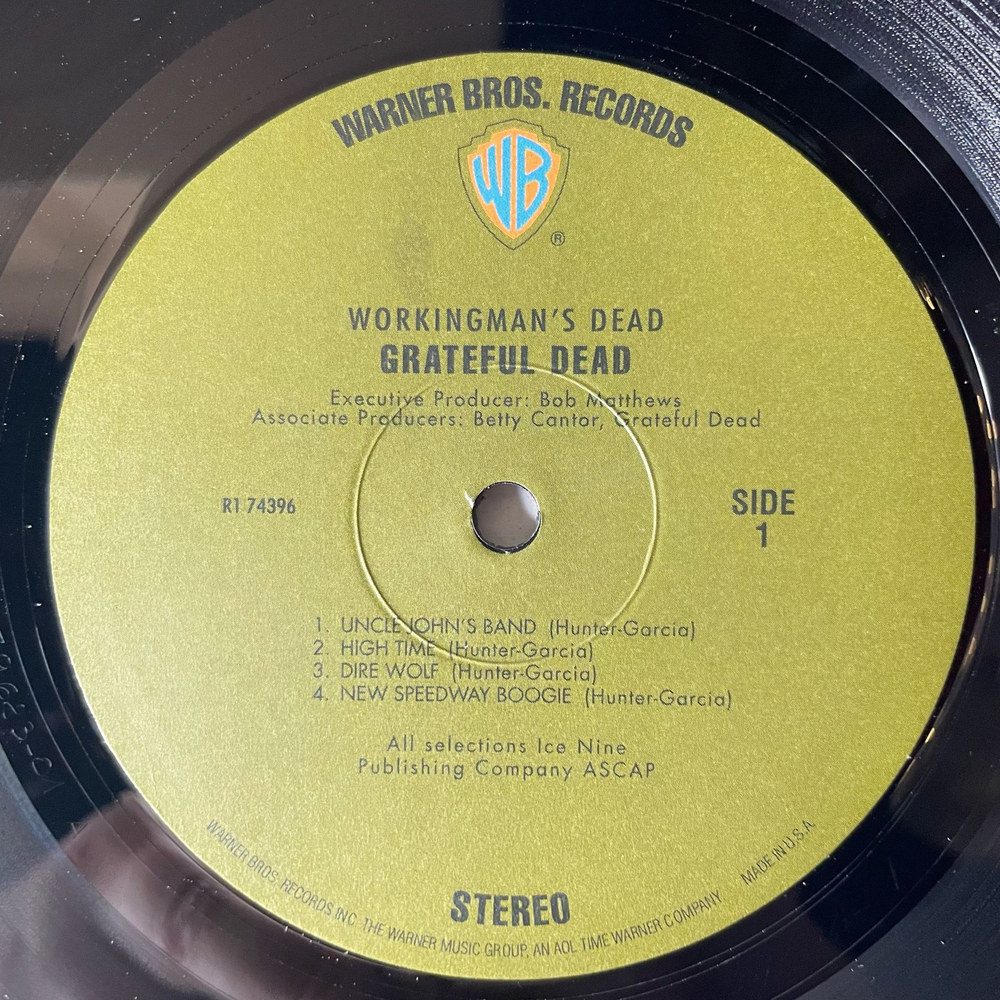 WARNER BROS. RECORDS
WB
®
WORKINGMAN'S DEAD
GRATEFUL DEAD
Executive Producer: Bob Matthews
Associate Producers: Betty Cantor, Grateful Dead
R1 74396
SIDE
1
1. UNCLE JOHN'S BAND (Hunter-Garcia)
2. HIGH TIME (Hunter-Garcia)
3. DIRE WOLF (Hunter-Garcia)
4. NEW SPEEDWAY BOOGIE (Hunter-Garcia)
All selections Ice Nine
Publishing Company ASCAP
STEREO
WARNER BROS. RECORDS INC. THE WARNER MUSIC GROUP, AN AOL TIME WARNER COMPANY MADE IN U.S.A.